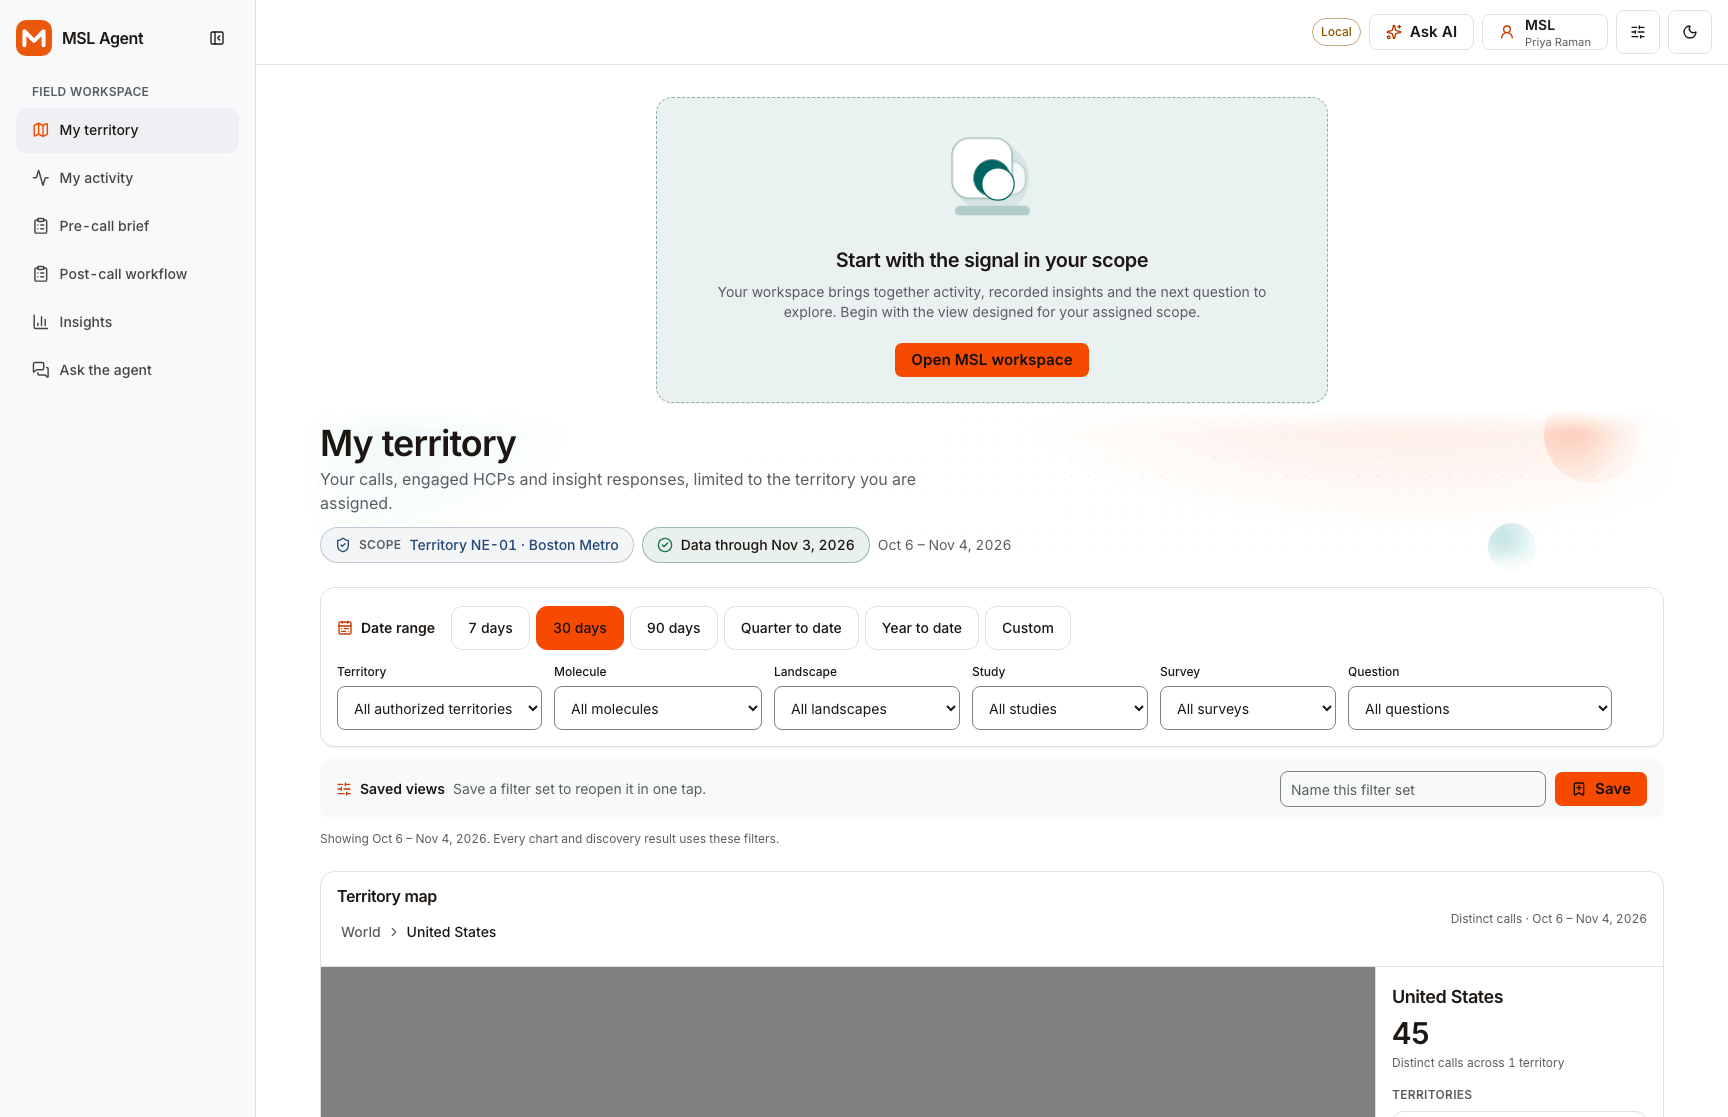 MSL Agent
FIELD WORKSPACE
My territory
My activity
Pre-call brief
Post-call workflow
Insights
Ask the agent
Local
Ask AI
MSL
Priya Raman
Start with the signal in your scope
Your workspace brings together activity, recorded insights and the next question to
explore. Begin with the view designed for your assigned scope.
Open MSL workspace
My territory
Your calls, engaged HCPs and insight responses, limited to the territory you are
assigned.
SCOPE Territory NE-01 · Boston Metro
Data through Nov 3, 2026
Oct 6 – Nov 4, 2026
Date range
7 days
30 days
90 days
Quarter to date
Year to date
Custom
Territory
Molecule
Landscape
Study
Survey
Question
All authorized territories
All molecules
All landscapes
All studies
All surveys
All questions
Saved views
Save a filter set to reopen it in one tap.
Name this filter set
Save
Showing Oct 6 – Nov 4, 2026. Every chart and discovery result uses these filters.
Territory map
World > United States
Distinct calls · Oct 6 – Nov 4, 2026
United States
45
Distinct calls across 1 territory
TERRITORIES